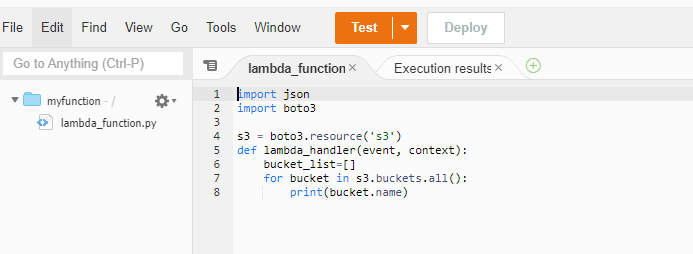 File Edit Find View Go Tools Window Test Deploy
Go to Anything (Ctrl-P)
lambda_function
Execution results
myfunction - /
lambda_function.py
1 import json
2 import boto3
3
4 s3 = boto3.resource('s3')
5 def lambda_handler(event, context):
6 bucket_list=[]
7 for bucket in s3.buckets.all():
8 print(bucket.name)